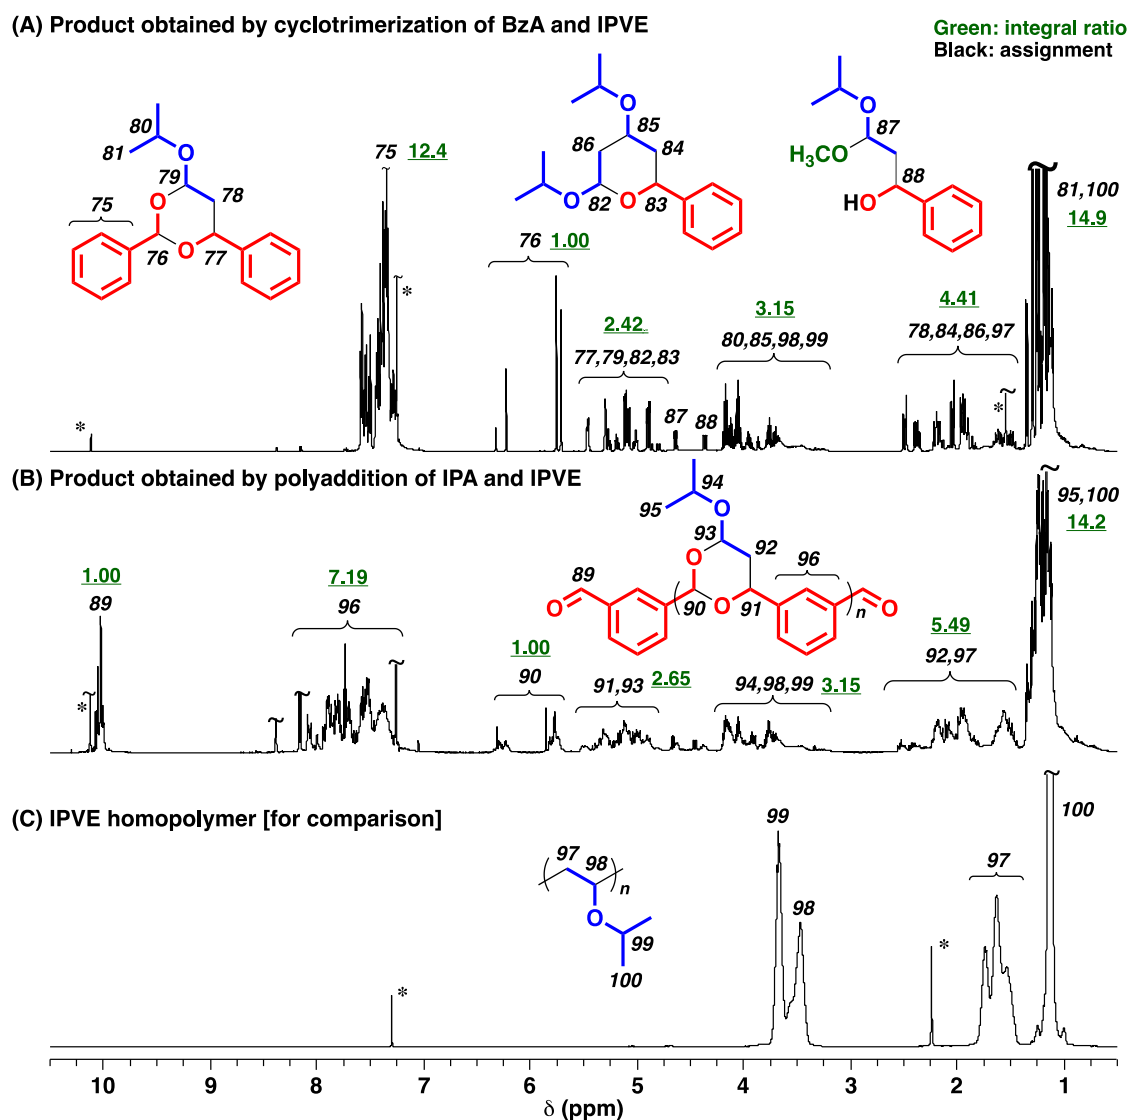 (A) Product obtained by cyclotrimerization of BzA and IPVE
Green: integral ratio
Black: assignment
80
81
O
79
78
O
O
75
76
77
75 12.4
*
O
85
86
84
O
O
82
83
76 1.00
O
87
H3CO
88
HO
81,100
14.9
*
2.42
77,79,82,83
3.15
80,85,98,99
87
88
4.41
78,84,86,97
*
(B) Product obtained by polyaddition of IPA and IPVE
94
95
O
93
92
96
O
O
89
O
( 90
91
) n
O
95,100
14.2
1.00
89
*
7.19
96
1.00
90
91,93 2.65
94,98,99 3.15
5.49
92,97
(C) IPVE homopolymer [for comparison]
97
98
( ) n
O
99
100
*
99
98
*
97
100
10 9 8 7 6 5 4 3 2 1
δ (ppm)